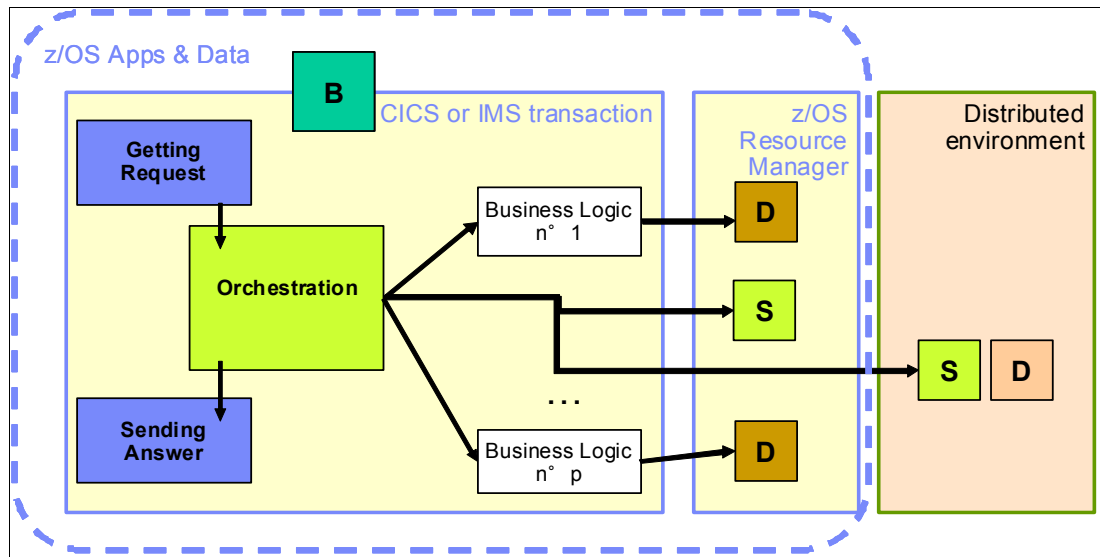 z/OS Apps & Data
B
CICS or IMS transaction
z/OS
Resource
Manager
Distributed
environment
Getting
Request
Business Logic
n° 1
D
Orchestration
S
S
D
...
Sending
Answer
Business Logic
n° p
D